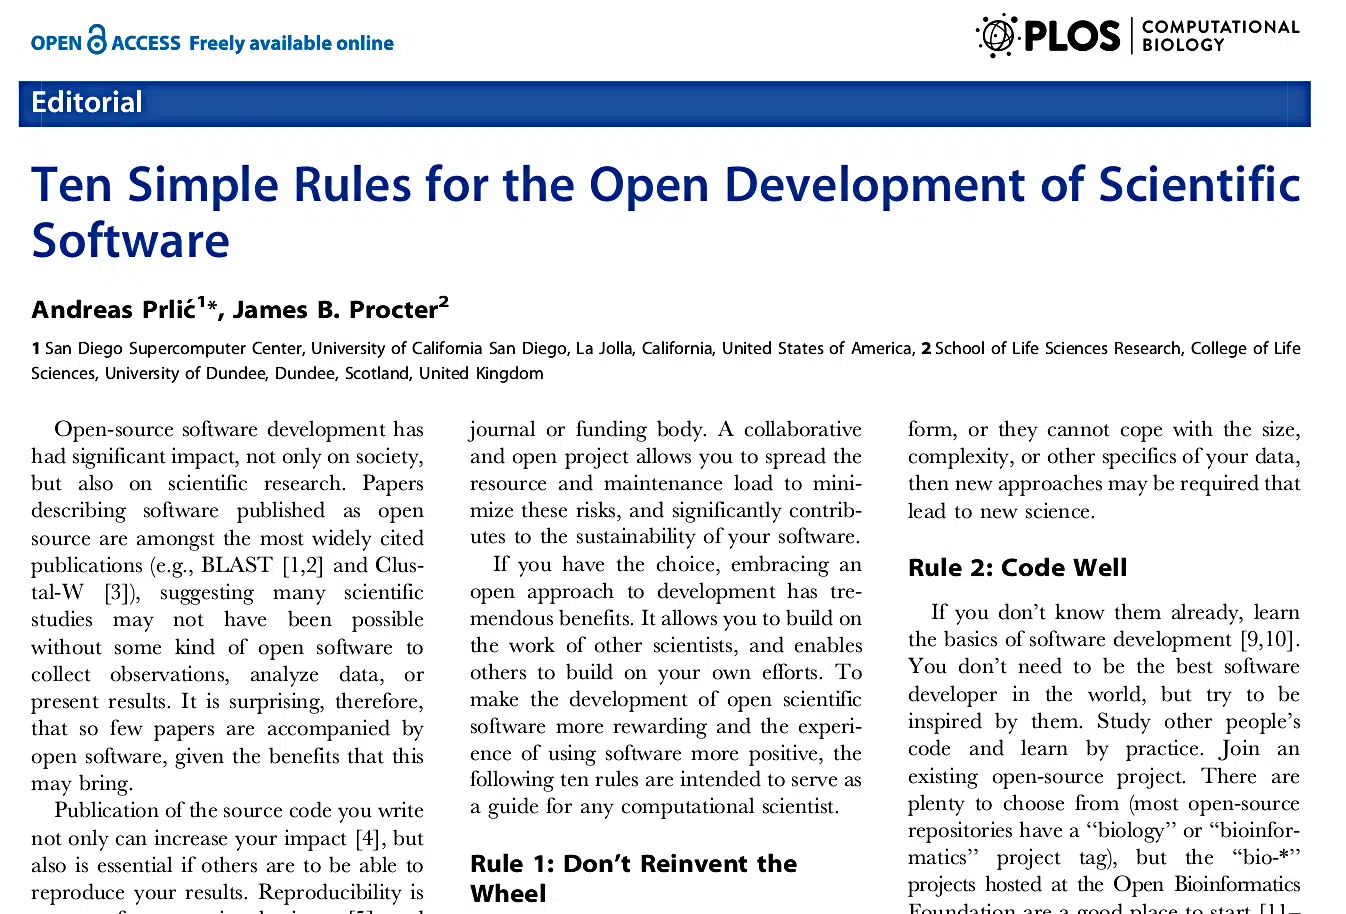 OPEN ACCESS Freely available online
PLOS COMPUTATIONAL
BIOLOGY
Editorial
Ten Simple Rules for the Open Development of Scientific
Software
Andreas Prlić1*, James B. Procter2
1 San Diego Supercomputer Center, University of California San Diego, La Jolla, California, United States of America, 2 School of Life Sciences Research, College of Life
Sciences, University of Dundee, Dundee, Scotland, United Kingdom
Open-source software development has
had significant impact, not only on society,
but also on scientific research. Papers
describing software published as open
source are amongst the most widely cited
publications (e.g., BLAST [1,2] and Clus-
tal-W [3]), suggesting many scientific
studies may not have been possible
without some kind of open software to
collect observations, analyze data, or
present results. It is surprising, therefore,
that so few papers are accompanied by
open software, given the benefits that this
may bring.
Publication of the source code you write
not only can increase your impact [4], but
also is essential if others are to be able to
reproduce your results. Reproducibility is
journal or funding body. A collaborative
and open project allows you to spread the
resource and maintenance load to mini-
mize these risks, and significantly contrib-
utes to the sustainability of your software.
If you have the choice, embracing an
open approach to development has tre-
mendous benefits. It allows you to build on
the work of other scientists, and enables
others to build on your own efforts. To
make the development of open scientific
software more rewarding and the experi-
ence of using software more positive, the
following ten rules are intended to serve as
a guide for any computational scientist.
Rule 1: Don't Reinvent the
Wheel
form, or they cannot cope with the size,
complexity, or other specifics of your data,
then new approaches may be required that
lead to new science.
Rule 2: Code Well
If you don't know them already, learn
the basics of software development [9,10].
You don't need to be the best software
developer in the world, but try to be
inspired by them. Study other people's
code and learn by practice. Join an
existing open-source project. There are
plenty to choose from (most open-source
repositories have a "biology" or "bioinfor-
matics" project tag), but the "bio-*"
projects hosted at the Open Bioinformatics
Foundation are a good place to start [11–